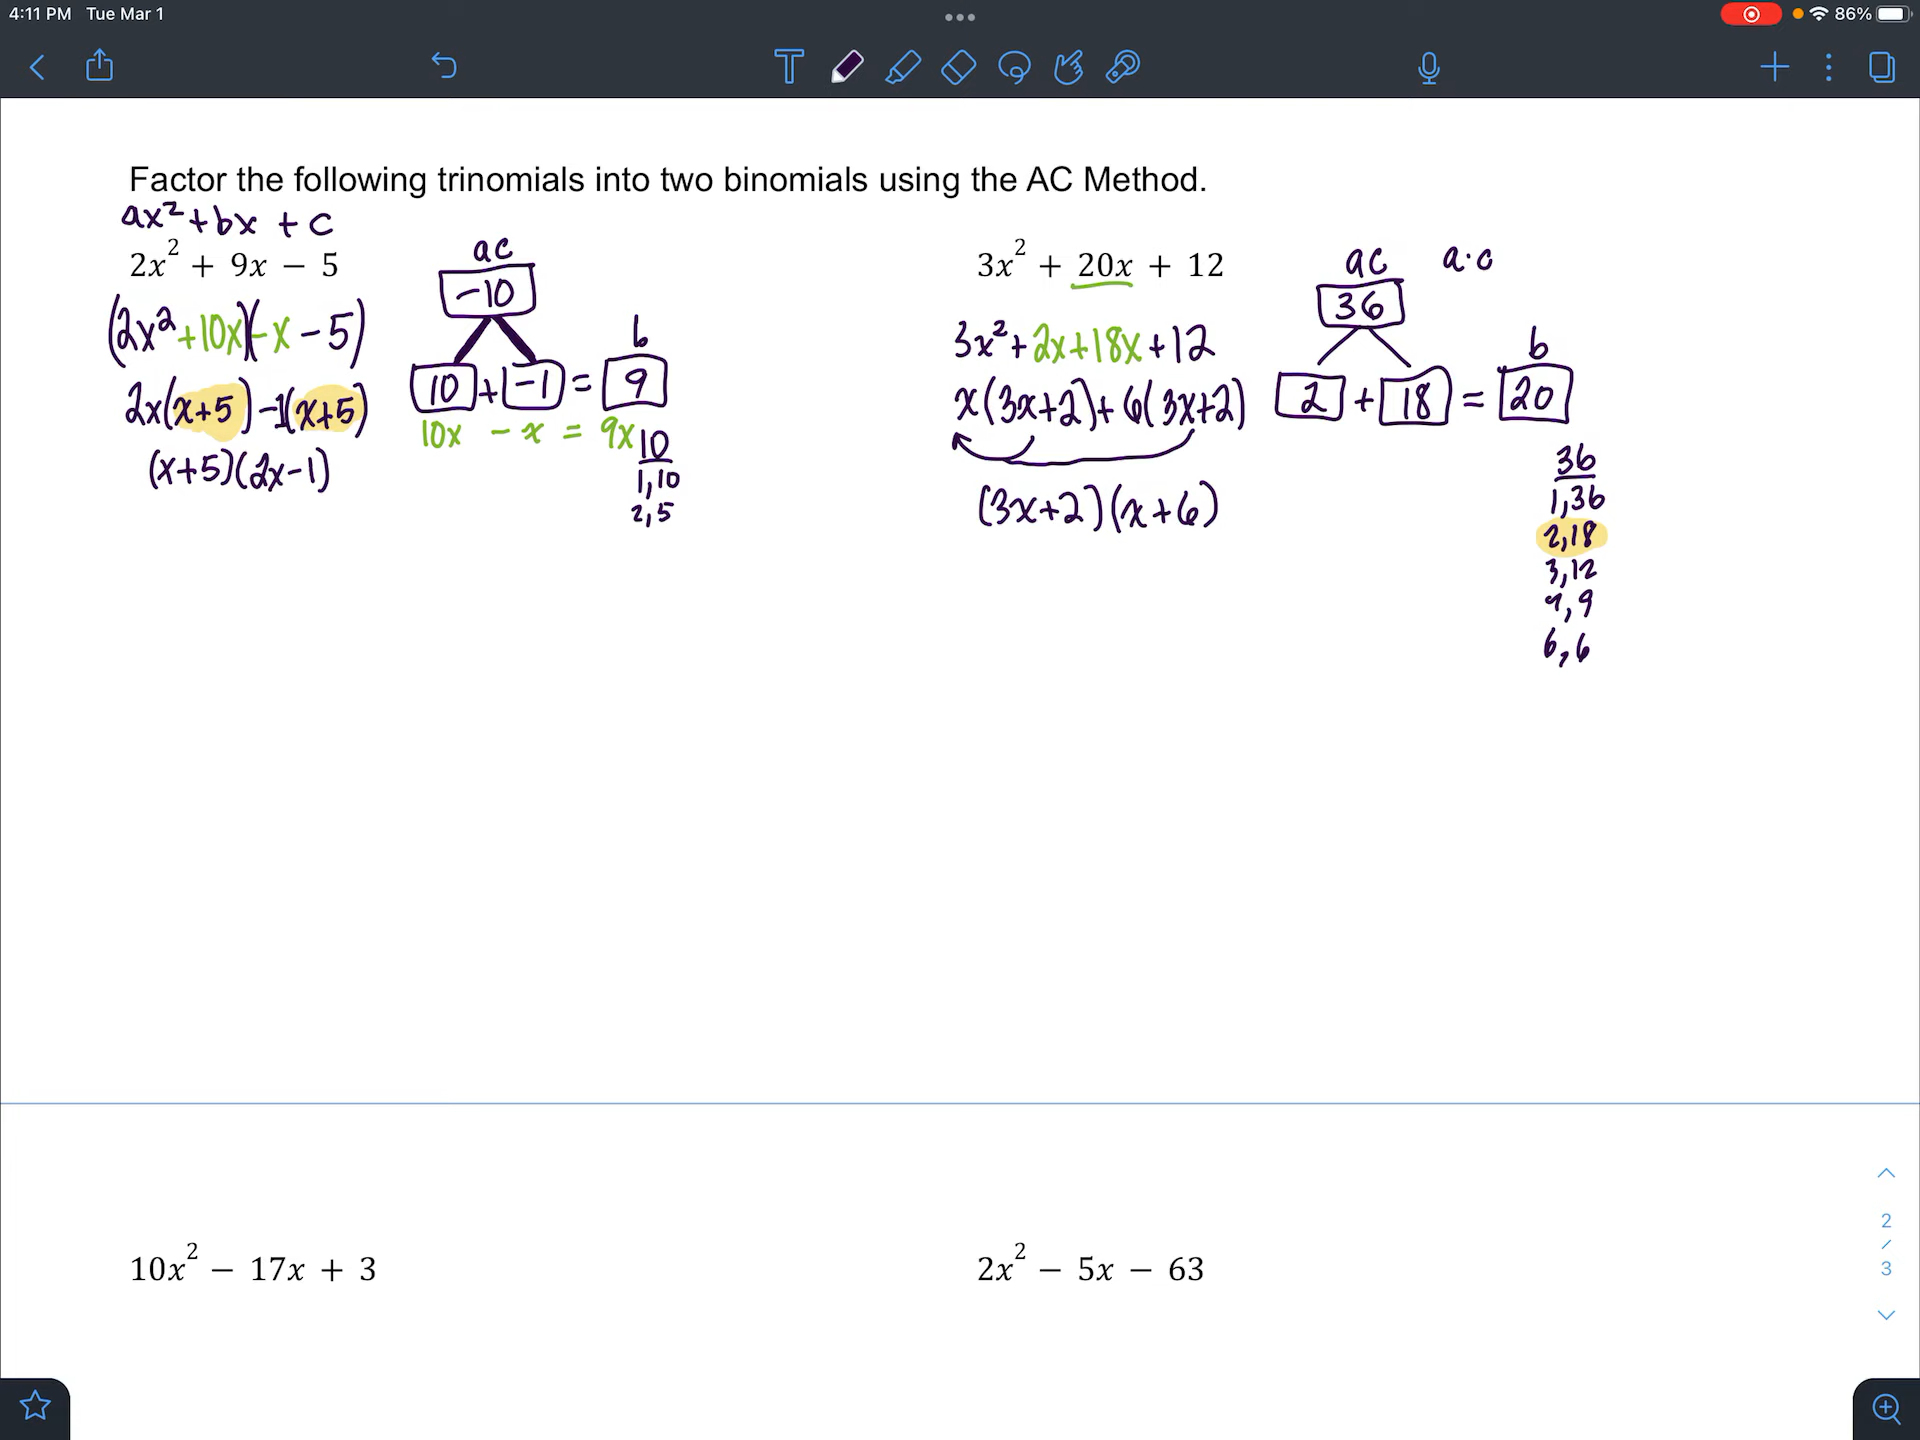 4:11 PM Tue Mar 1
86%
Factor the following trinomials into two binomials using the AC Method.
ax² + bx + c
2x² + 9x − 5
(2x² +10x)(-x - 5)
2x(x+5) -1(x+5)
(x+5)(2x-1)
ac
-10
b
10 + -1 = 9
10x - x = 9x
10
1,10
2,5
3x² + 20x + 12
3x² + 2x + 18x + 12
x(3x+2) + 6(3x+2)
(3x+2)(x+6)
ac
a·c
36
b
2 + 18 = 20
36
1,36
2,18
3,12
4,9
6,6
10x² − 17x + 3
2x² − 5x − 63
2
/
3